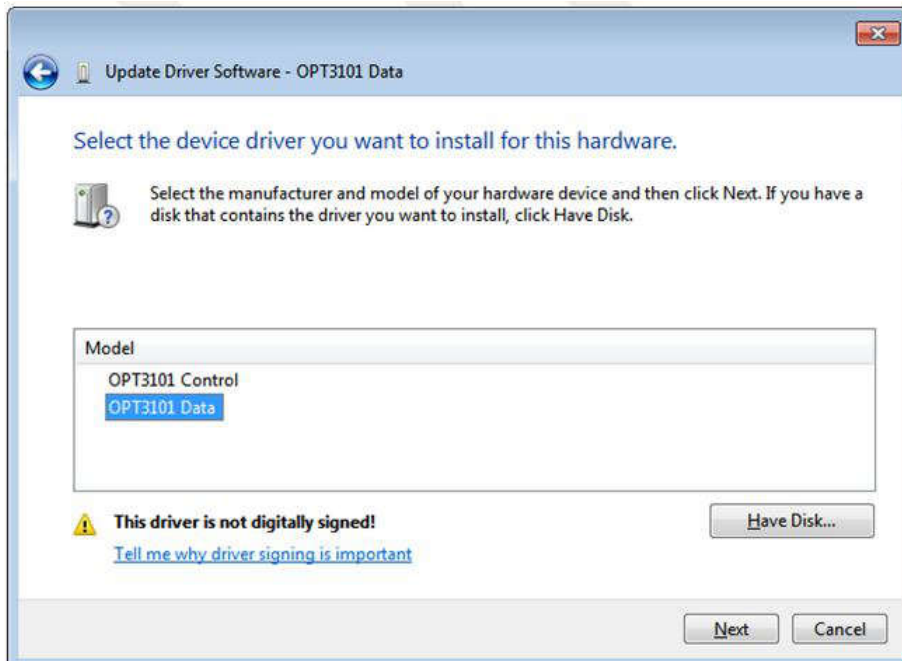 Update Driver Software - OPT3101 Data
Select the device driver you want to install for this hardware.
Select the manufacturer and model of your hardware device and then click Next. If you have a
disk that contains the driver you want to install, click Have Disk.
Model
OPT3101 Control
OPT3101 Data
This driver is not digitally signed!
Have Disk...
Tell me why driver signing is important
Next
Cancel